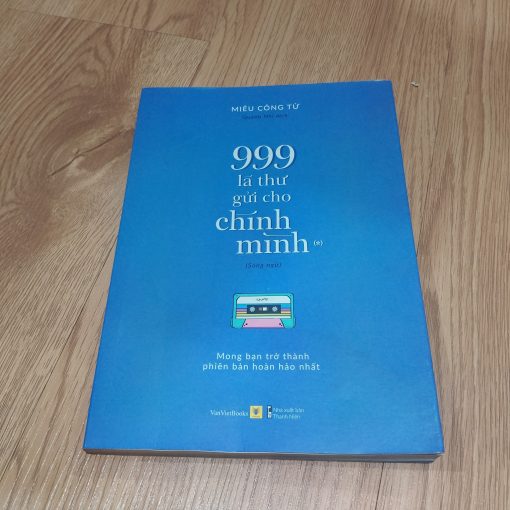 MIÊU CÔNG TỬ
999
lá thư
gửi cho
chính
mình (*)
(Song ngữ)
Mong bạn trở thành
phiên bản hoàn hảo nhất
VanVietBooks
Nhà xuất bản
Thanh Niên